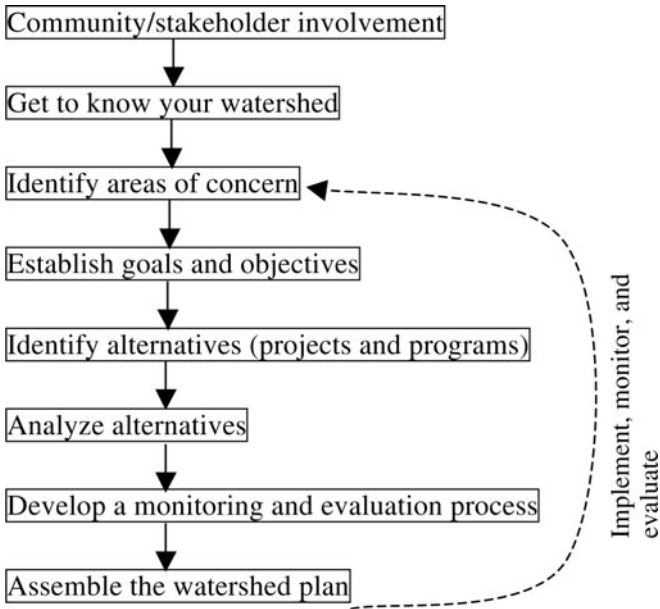 Community/stakeholder involvement
Get to know your watershed
Identify areas of concern
Establish goals and objectives
Identify alternatives (projects and programs)
Analyze alternatives
Develop a monitoring and evaluation process
Assemble the watershed plan
Implement, monitor, and
evaluate